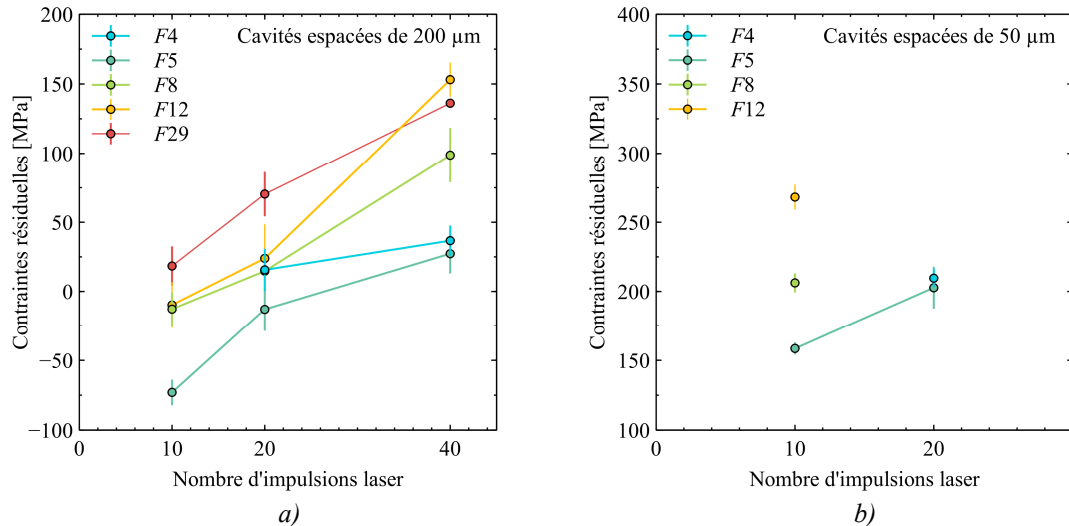 200
150
100
50
0
−50
−100
Contraintes résiduelles [MPa]
F4
F5
F8
F12
F29
Cavités espacées de 200 µm
0
10
20
40
Nombre d'impulsions laser
a)
400
350
300
250
200
150
100
Contraintes résiduelles [MPa]
F4
F5
F8
F12
Cavités espacées de 50 µm
0
10
20
Nombre d'impulsions laser
b)